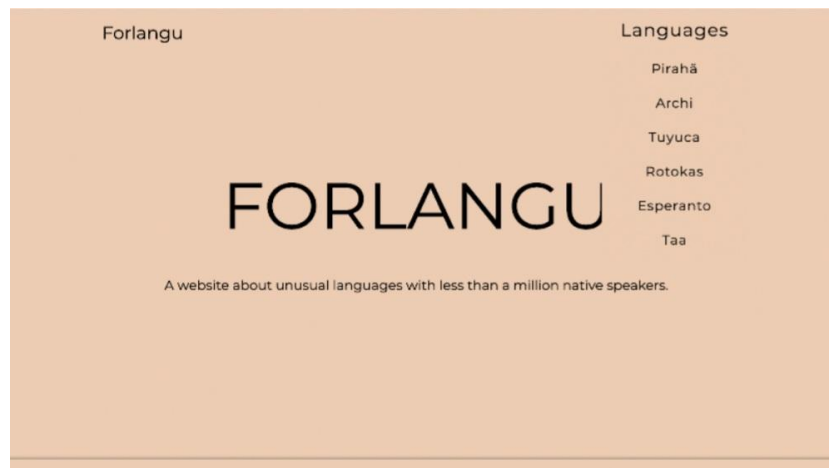 Forlangu
Languages
Pirahã
Archi
Tuyuca
Rotokas
Esperanto
Taa
FORLANGU
A website about unusual languages with less than a million native speakers.